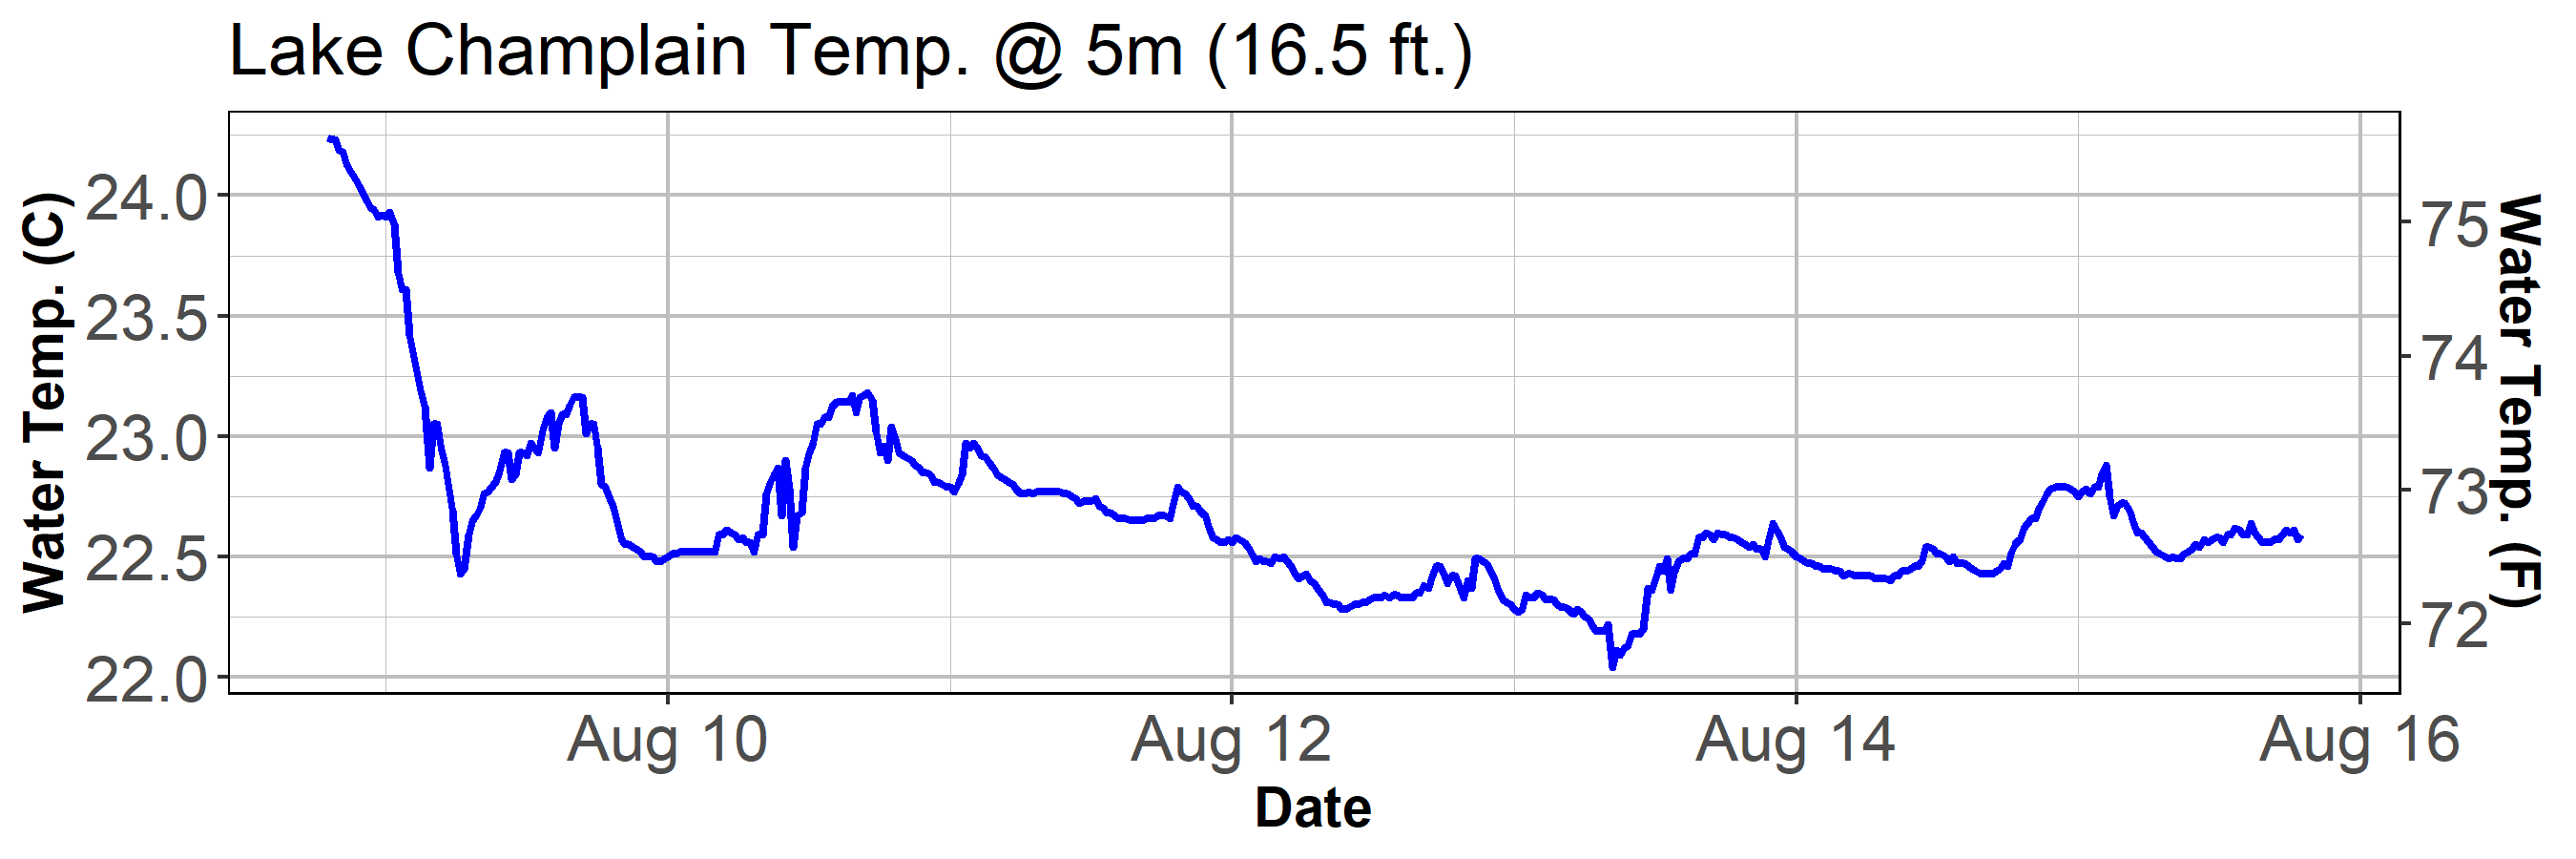 Lake Champlain Temp. @ 5m (16.5 ft.)
Water Temp. (C)
24.0
23.5
23.0
22.5
22.0
75
74
73
72
Water Temp. (F)
Aug 10 Aug 12 Aug 14 Aug 16
Date